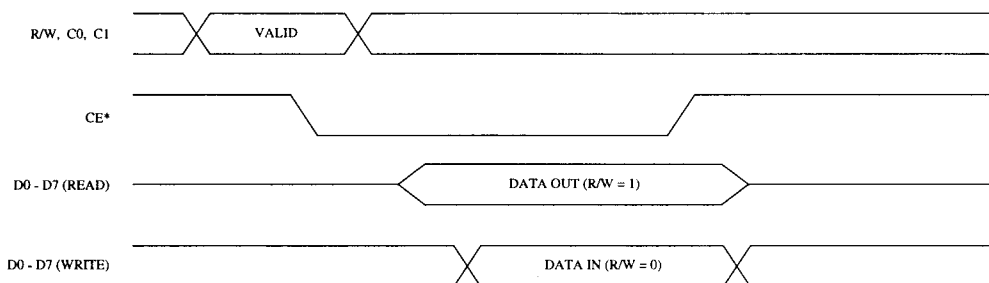 R/W, C0, C1
VALID
CE*
D0 - D7 (READ)
DATA OUT (R/W = 1)
D0 - D7 (WRITE)
DATA IN (R/W = 0)